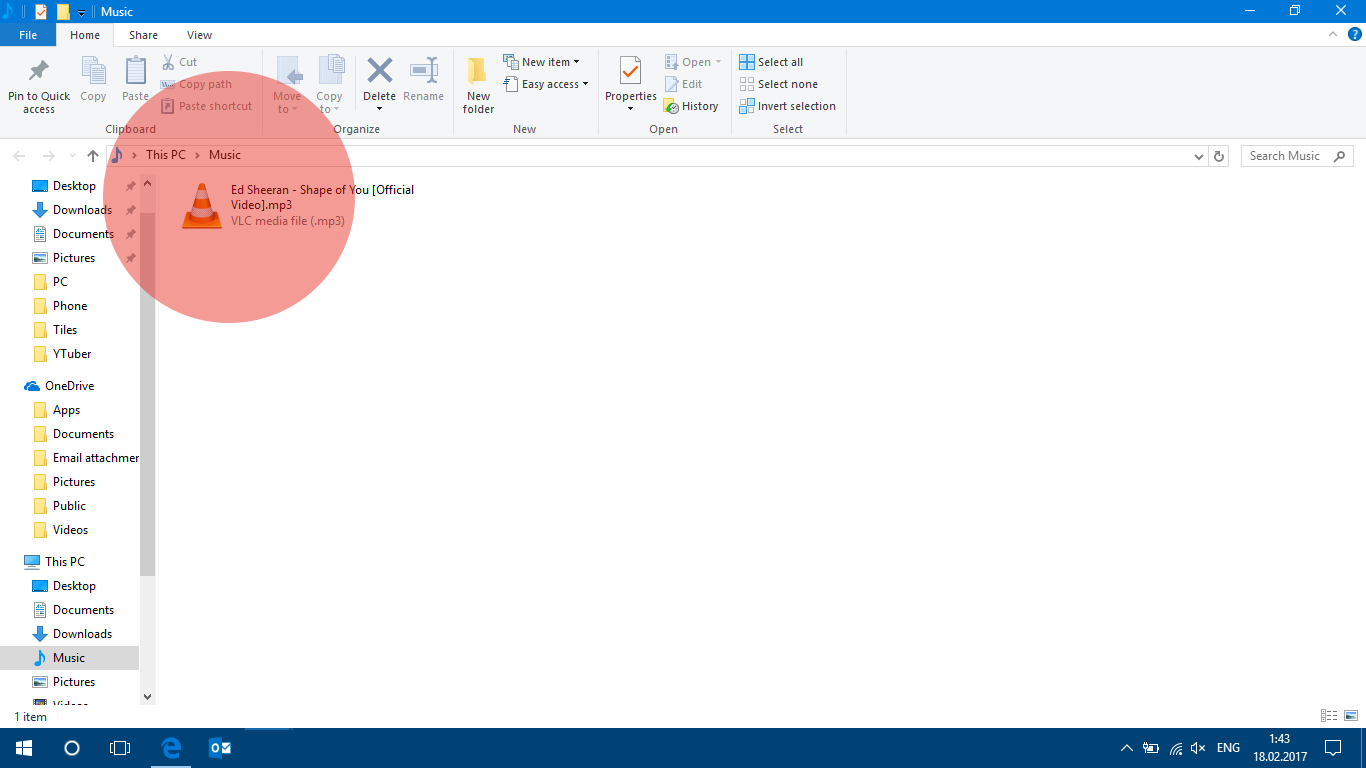 Music
File Home Share View
Pin to Quick access
Copy
Paste
Cut
Copy path
Paste shortcut
Clipboard
Move to
Copy to
Delete
Rename
Organize
New folder
New item
Easy access
New
Properties
Open
Edit
History
Open
Select all
Select none
Invert selection
Select
This PC Music
Search Music
Desktop
Downloads
Documents
Pictures
PC
Phone
Tiles
YTuber
OneDrive
Apps
Documents
Email attachmen
Pictures
Public
Videos
This PC
Desktop
Documents
Downloads
Music
Pictures
Videos
Ed Sheeran - Shape of You [Official
Video].mp3
VLC media file (.mp3)
1 item
ENG
1:43
18.02.2017